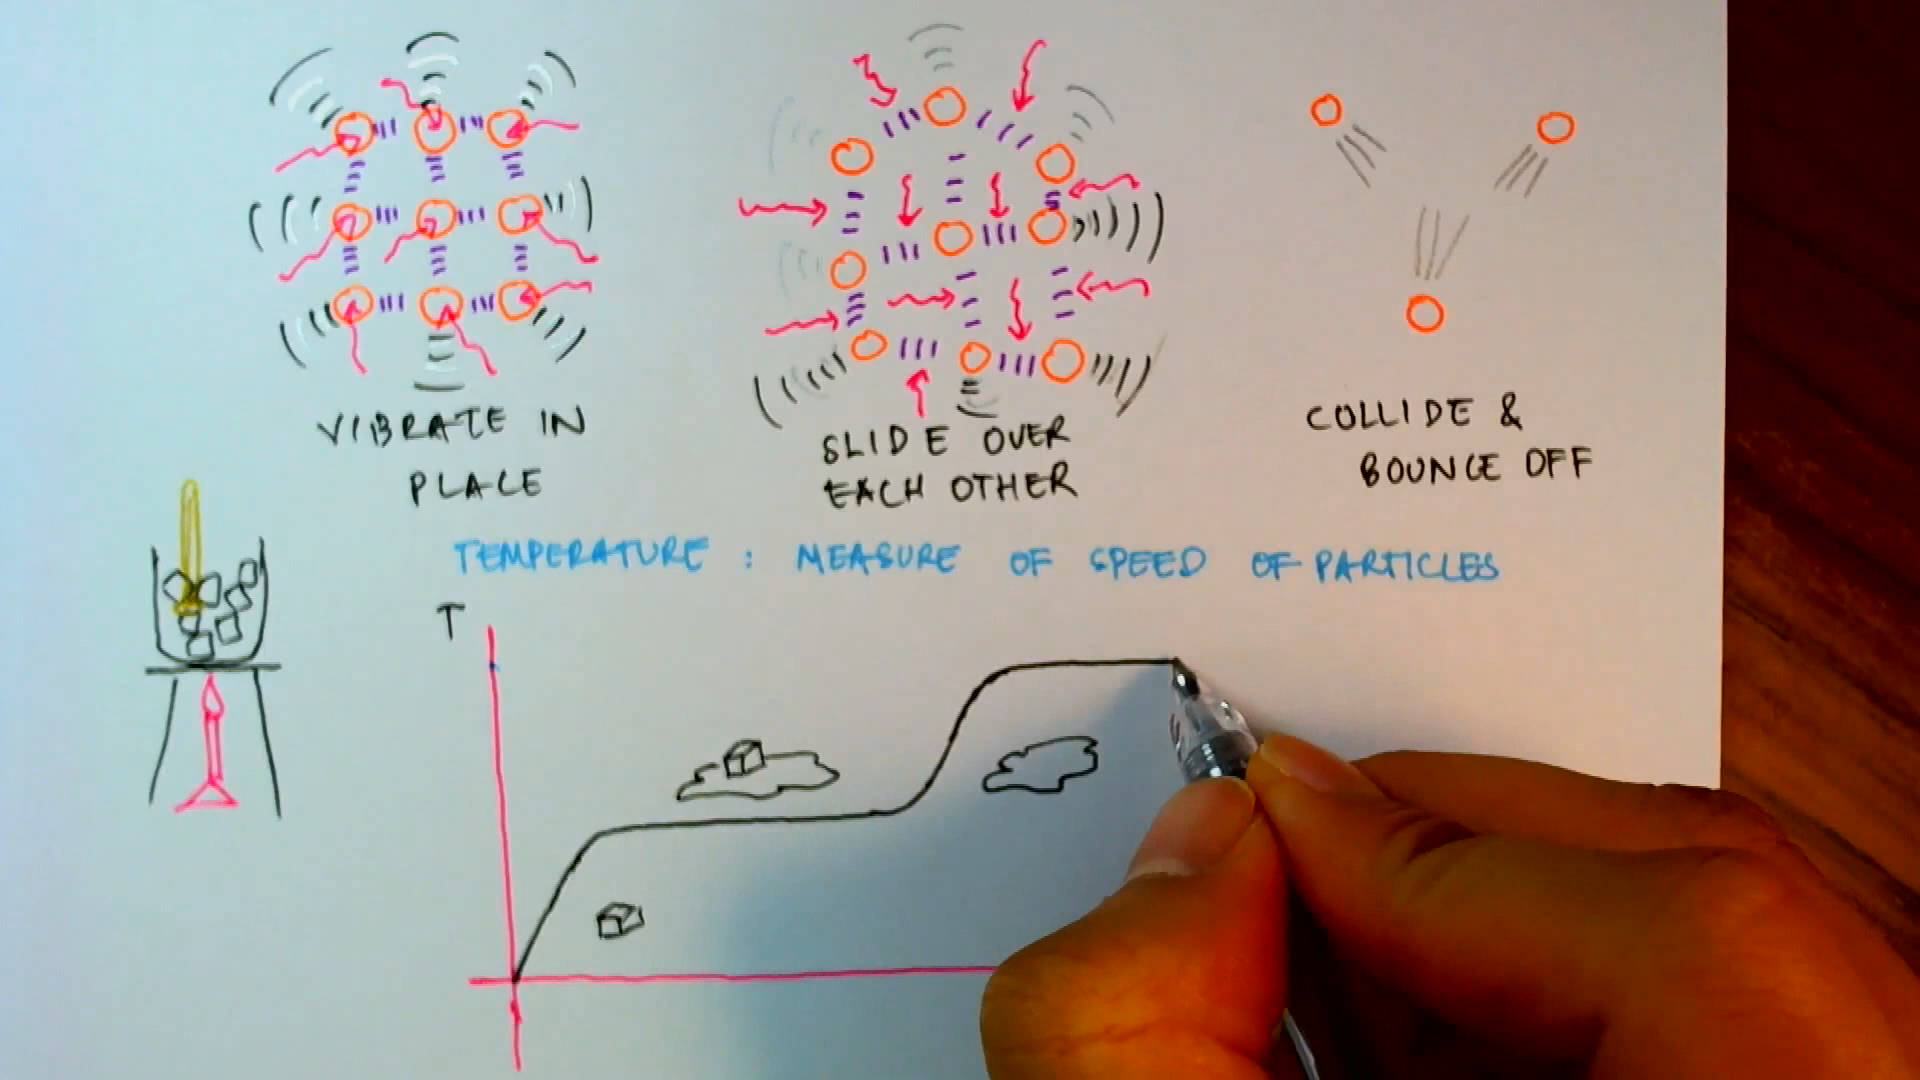 VIBRATE IN
PLACE
SLIDE OVER
EACH OTHER
COLLIDE &
BOUNCE OFF
TEMPERATURE : MEASURE OF SPEED OF PARTICLES
T